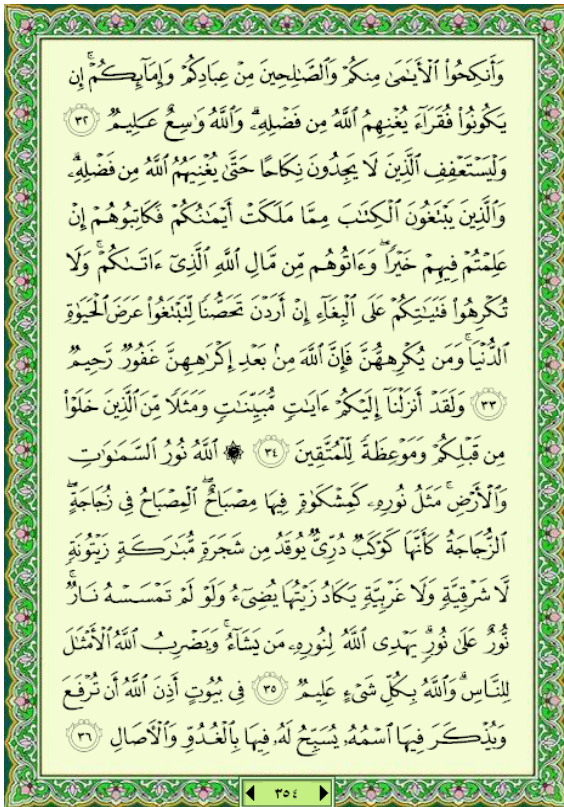 وَأَنكِحُوا۟ ٱلْأَيَـٰمَىٰ مِنكُمْ وَٱلصَّـٰلِحِينَ مِنْ عِبَادِكُمْ وَإِمَآئِكُمْ ۚ إِن
يَكُونُوا۟ فُقَرَآءَ يُغْنِهِمُ ٱللَّهُ مِن فَضْلِهِۦ ۗ وَٱللَّهُ وَٰسِعٌ عَلِيمٌ ٣٢
وَلْيَسْتَعْفِفِ ٱلَّذِينَ لَا يَجِدُونَ نِكَاحًا حَتَّىٰ يُغْنِيَهُمُ ٱللَّهُ مِن فَضْلِهِۦ ۗ
وَٱلَّذِينَ يَبْتَغُونَ ٱلْكِتَـٰبَ مِمَّا مَلَكَتْ أَيْمَـٰنُكُمْ فَكَاتِبُوهُمْ إِنْ
عَلِمْتُمْ فِيهِمْ خَيْرًا ۖ وَءَاتُوهُم مِّن مَّالِ ٱللَّهِ ٱلَّذِىٓ ءَاتَىٰكُمْ ۚ وَلَا
تُكْرِهُوا۟ فَتَيَـٰتِكُمْ عَلَى ٱلْبِغَآءِ إِنْ أَرَدْنَ تَحَصُّنًا لِّتَبْتَغُوا۟ عَرَضَ ٱلْحَيَوٰةِ
ٱلدُّنْيَا ۚ وَمَن يُكْرِههُّنَّ فَإِنَّ ٱللَّهَ مِنۢ بَعْدِ إِكْرَٰهِهِنَّ غَفُورٌ رَّحِيمٌ
٣٣ وَلَقَدْ أَنزَلْنَآ إِلَيْكُمْ ءَايَـٰتٍ مُّبَيِّنَـٰتٍ وَمَثَلًا مِّنَ ٱلَّذِينَ خَلَوْا۟
مِن قَبْلِكُمْ وَمَوْعِظَةً لِّلْمُتَّقِينَ ٣٤ ۞ ٱللَّهُ نُورُ ٱلسَّمَـٰوَٰتِ
وَٱلْأَرْضِ ۚ مَثَلُ نُورِهِۦ كَمِشْكَوٰةٍ فِيهَا مِصْبَاحٌ ۖ ٱلْمِصْبَاحُ فِى زُجَاجَةٍ ۖ
ٱلزُّجَاجَةُ كَأَنَّهَا كَوْكَبٌ دُرِّىٌّ يُوقَدُ مِن شَجَرَةٍ مُّبَـٰرَكَةٍ زَيْتُونَةٍ
لَّا شَرْقِيَّةٍ وَلَا غَرْبِيَّةٍ يَكَادُ زَيْتُهَا يُضِىٓءُ وَلَوْ لَمْ تَمْسَسْهُ نَارٌ ۚ
نُّورٌ عَلَىٰ نُورٍ ۗ يَهْدِى ٱللَّهُ لِنُورِهِۦ مَن يَشَآءُ ۚ وَيَضْرِبُ ٱللَّهُ ٱلْأَمْثَـٰلَ
لِلنَّاسِ ۗ وَٱللَّهُ بِكُلِّ شَىْءٍ عَلِيمٌ ٣٥ فِى بُيُوتٍ أَذِنَ ٱللَّهُ أَن تُرْفَعَ
وَيُذْكَرَ فِيهَا ٱسْمُهُۥ يُسَبِّحُ لَهُۥ فِيهَا بِٱلْغُدُوِّ وَٱلْـَٔاصَالِ ٣٦
٣٥٤